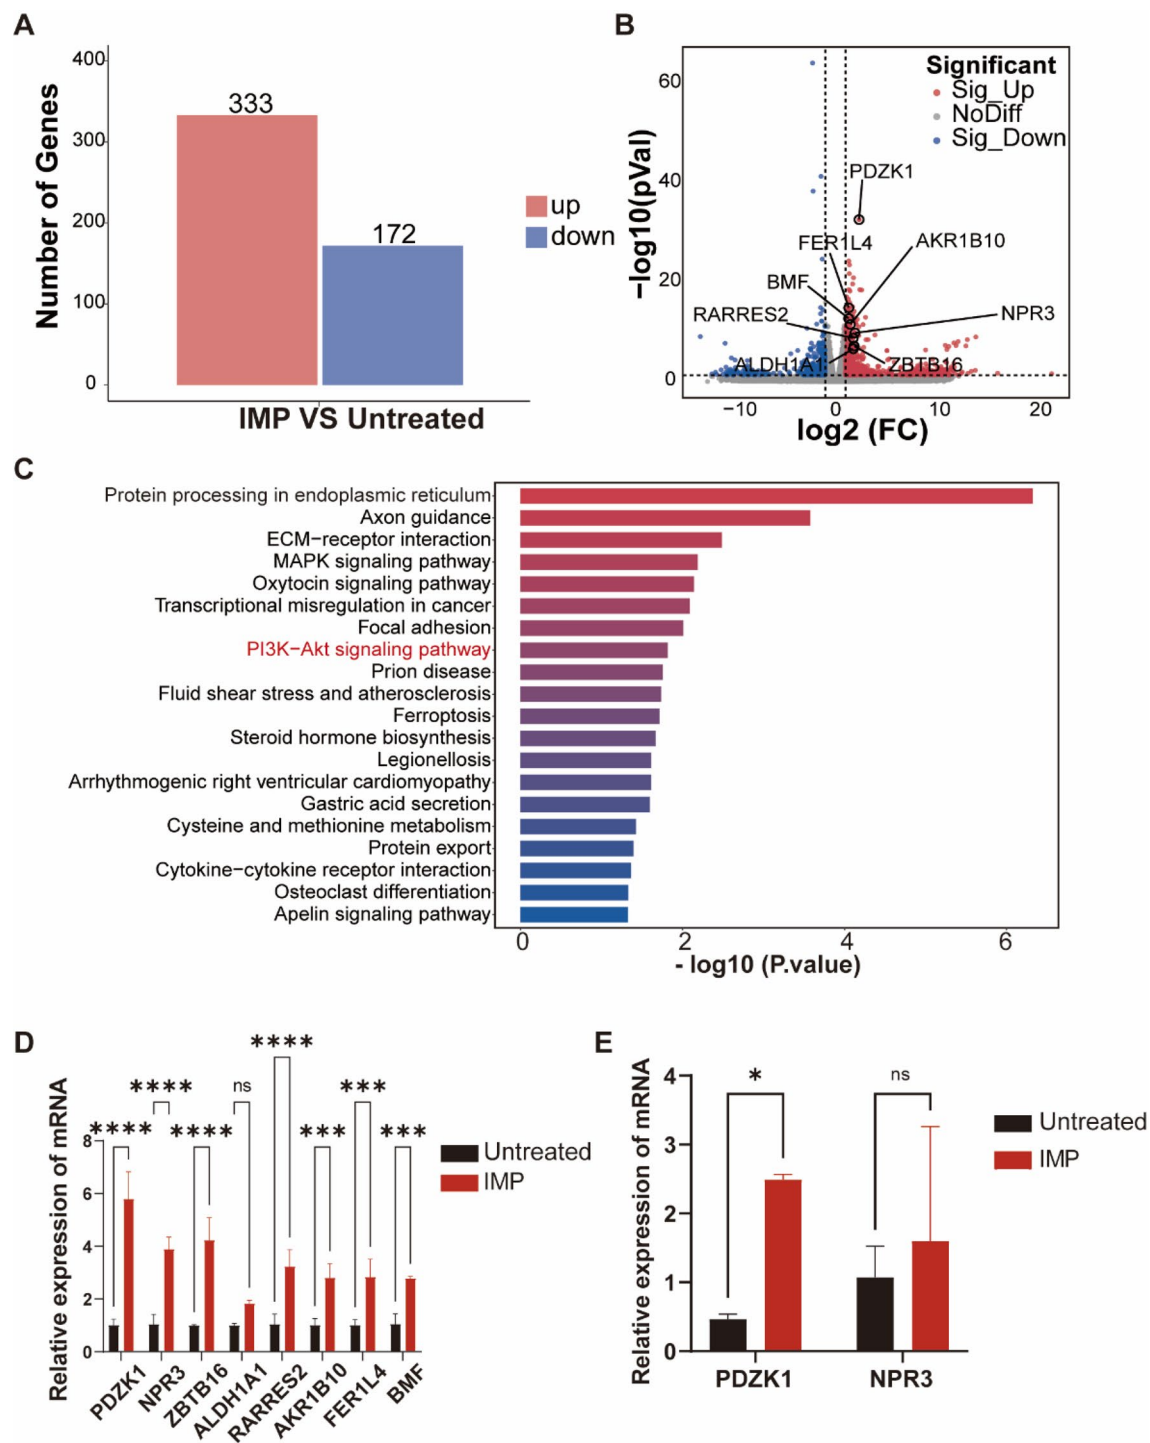 A
Number of Genes
400
300
200
100
0
333
172
up
down
IMP VS Untreated
B
−log10(pVal)
60
40
20
0
Significant
Sig_Up
NoDiff
Sig_Down
PDZK1
FER1L4
AKR1B10
BMF
RARRES2
NPR3
ALDH1A1
ZBTB16
−10
0
10
20
log2 (FC)
C
Protein processing in endoplasmic reticulum
Axon guidance
ECM−receptor interaction
MAPK signaling pathway
Oxytocin signaling pathway
Transcriptional misregulation in cancer
Focal adhesion
PI3K−Akt signaling pathway
Prion disease
Fluid shear stress and atherosclerosis
Ferroptosis
Steroid hormone biosynthesis
Legionellosis
Arrhythmogenic right ventricular cardiomyopathy
Gastric acid secretion
Cysteine and methionine metabolism
Protein export
Cytokine−cytokine receptor interaction
Osteoclast differentiation
Apelin signaling pathway
0
2
4
6
- log10 (P.value)
D
Relative expression of mRNA
8
6
4
2
0
****
****
****
ns
****
***
***
***
Untreated
IMP
PDZK1
NPR3
ZBTB16
ALDH1A1
RARRES2
AKR1B10
FER1L4
BMF
E
Relative expression of mRNA
4
3
2
1
0
*
ns
Untreated
IMP
PDZK1
NPR3